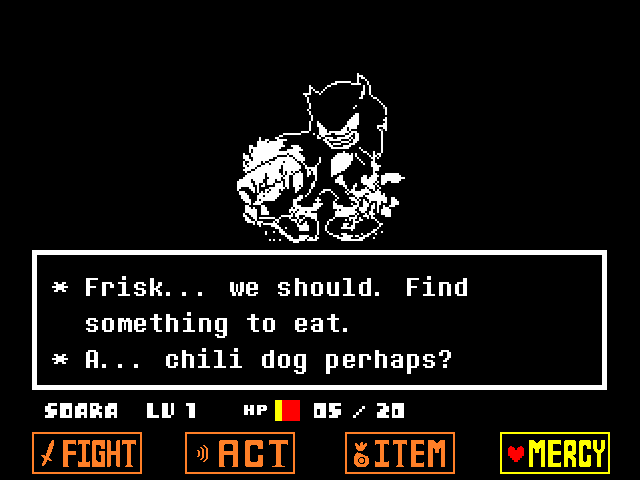 * Frisk... we should. Find
something to eat.
* A... chili dog perhaps?
SOARA LV 1 HP 05 / 20
FIGHT ACT ITEM MERCY